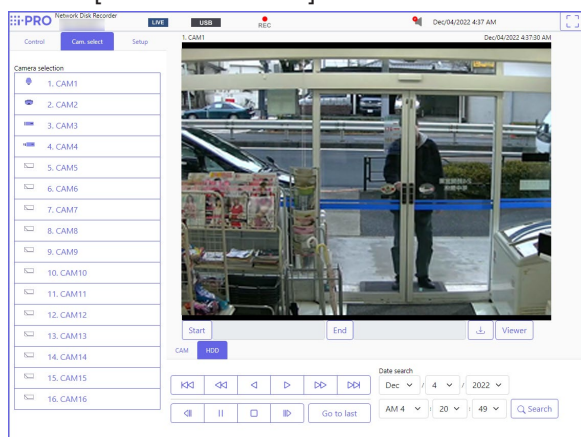 i-PRO Network Disk Recorder
LIVE
USB
REC
Dec/04/2022 4:37 AM
Control
Cam. select
Setup
Camera selection
1. CAM1
2. CAM2
3. CAM3
4. CAM4
5. CAM5
6. CAM6
7. CAM7
8. CAM8
9. CAM9
10. CAM10
11. CAM11
12. CAM12
13. CAM13
14. CAM14
15. CAM15
16. CAM16
1. CAM1
Dec/04/2022 4:37:30 AM
Start
End
Viewer
CAM
HDD
Go to last
Date search
Dec / 4 / 2022
AM 4 : 20 : 49
Search